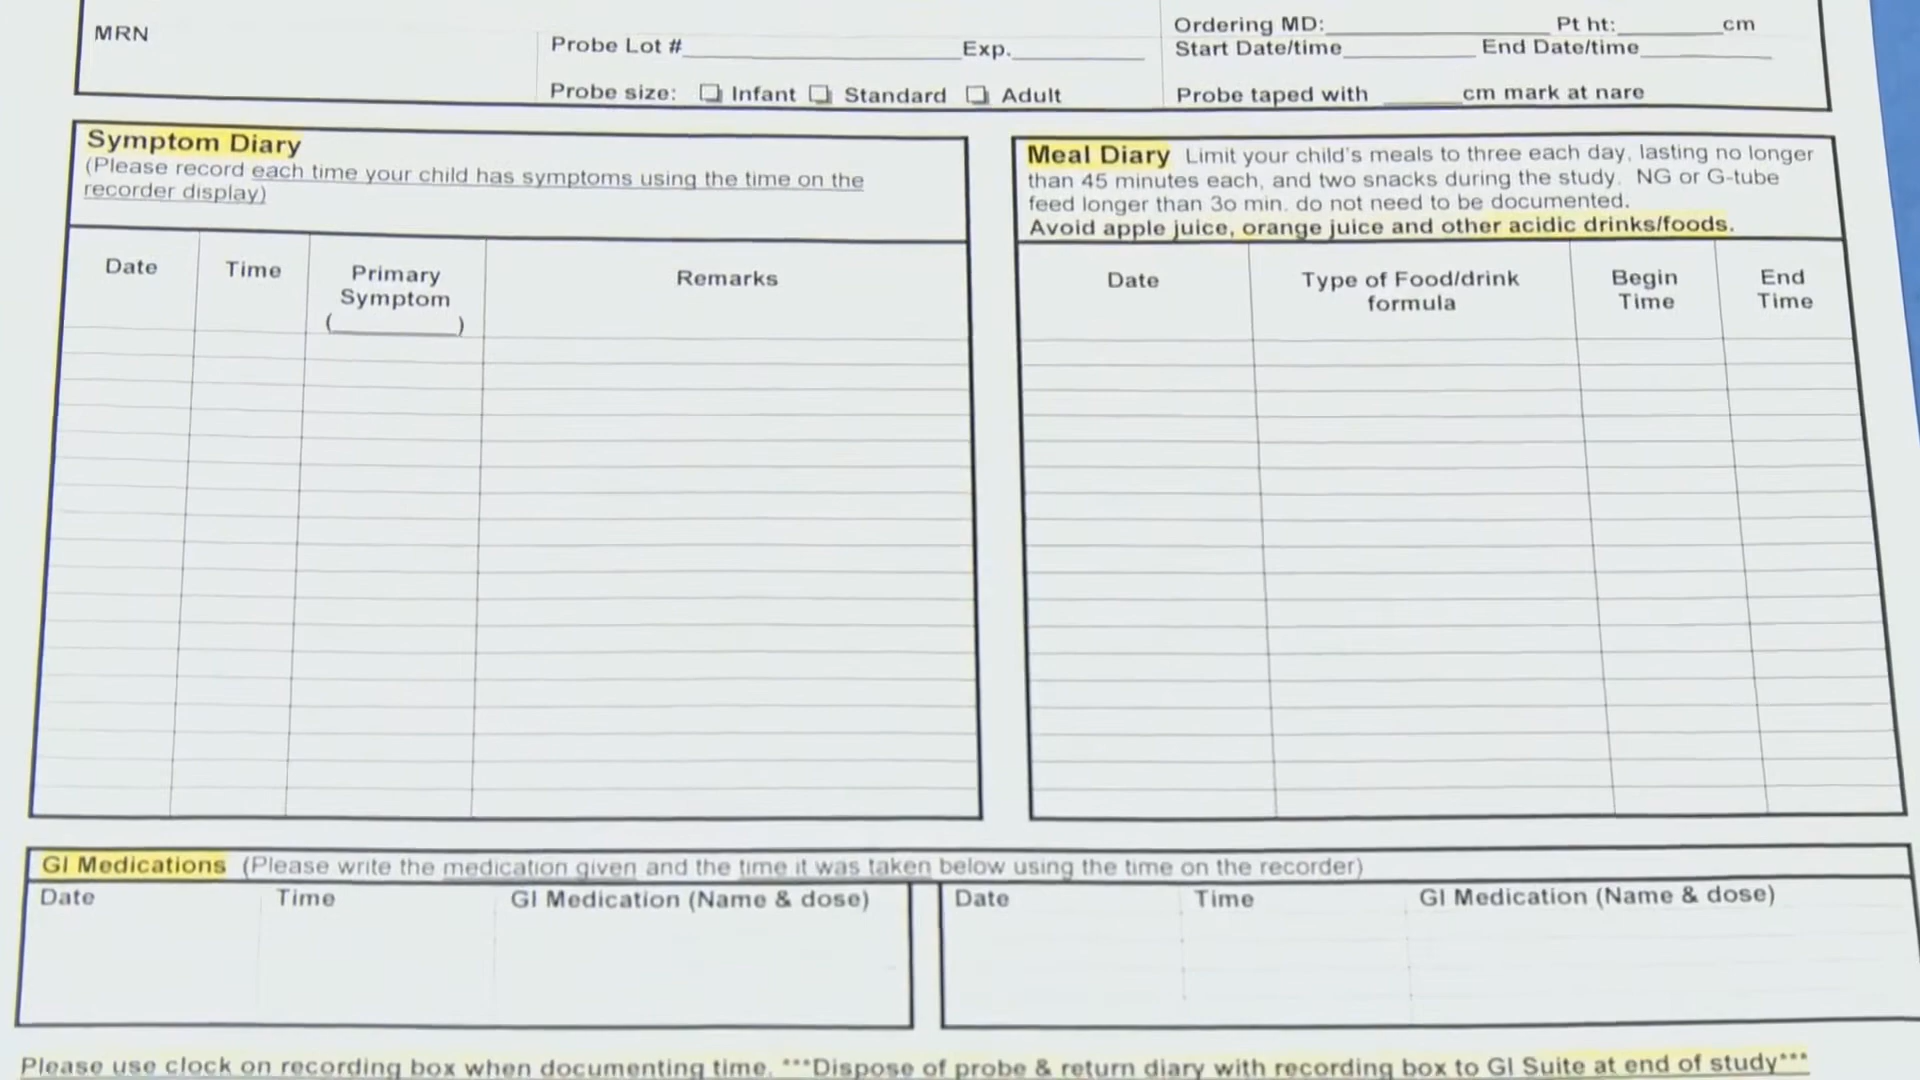 MRN
Probe Lot #____________ Exp.________
Probe size: ❏ Infant ❏ Standard ❏ Adult
Ordering MD:____________ Pt ht:______cm
Start Date/time________ End Date/time________
Probe taped with _____cm mark at nare
Symptom Diary
(Please record each time your child has symptoms using the time on the
recorder display)
Date Time Primary Remarks
Symptom
(__________)
Meal Diary Limit your child's meals to three each day, lasting no longer
than 45 minutes each, and two snacks during the study. NG or G-tube
feed longer than 3o min. do not need to be documented.
Avoid apple juice, orange juice and other acidic drinks/foods.
Date Type of Food/drink Begin End
formula Time Time
GI Medications (Please write the medication given and the time it was taken below using the time on the recorder)
Date Time GI Medication (Name & dose) Date Time GI Medication (Name & dose)
Please use clock on recording box when documenting time. ***Dispose of probe & return diary with recording box to GI Suite at end of study***